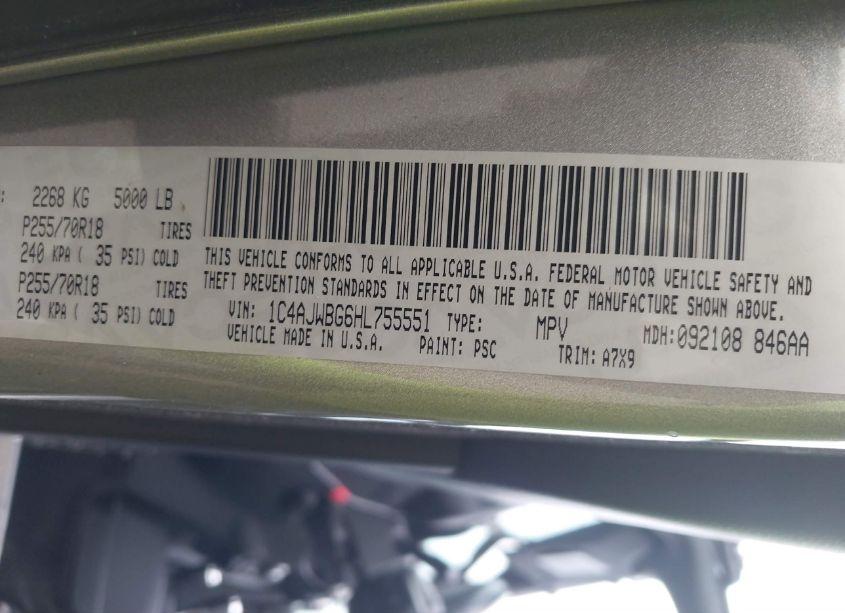 : 2268 KG 5000 LB
P255/70R18 TIRES
240 KPA ( 35 PSI) COLD
P255/70R18 TIRES
240 KPA ( 35 PSI) COLD
THIS VEHICLE CONFORMS TO ALL APPLICABLE U.S.A. FEDERAL MOTOR VEHICLE SAFETY AND
THEFT PREVENTION STANDARDS IN EFFECT ON THE DATE OF MANUFACTURE SHOWN ABOVE.
VIN: 1C4AJWBG6HL755551 TYPE: MPV MDH:092108 846AA
VEHICLE MADE IN U.S.A. PAINT: PSC TRIM: A7X9